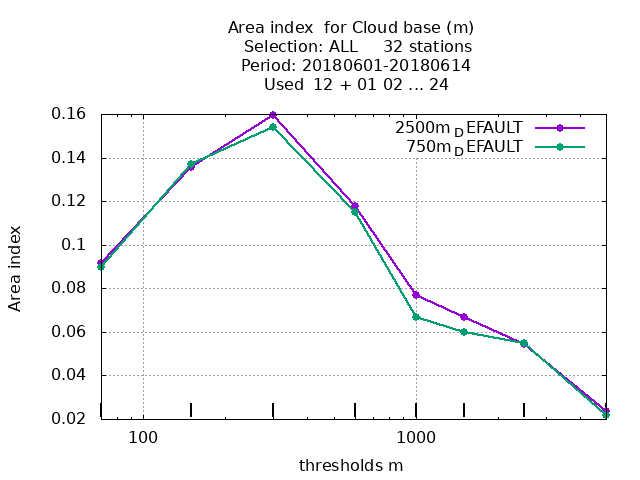 Area index  for Cloud base (m)
Selection: ALL     32 stations
Period: 20180601-20180614
Used  12 + 01 02 ... 24
2500m_DEFAULT
750m_DEFAULT
0.16
0.14
0.12
0.1
0.08
0.06
0.04
0.02
Area index
100
1000
thresholds m